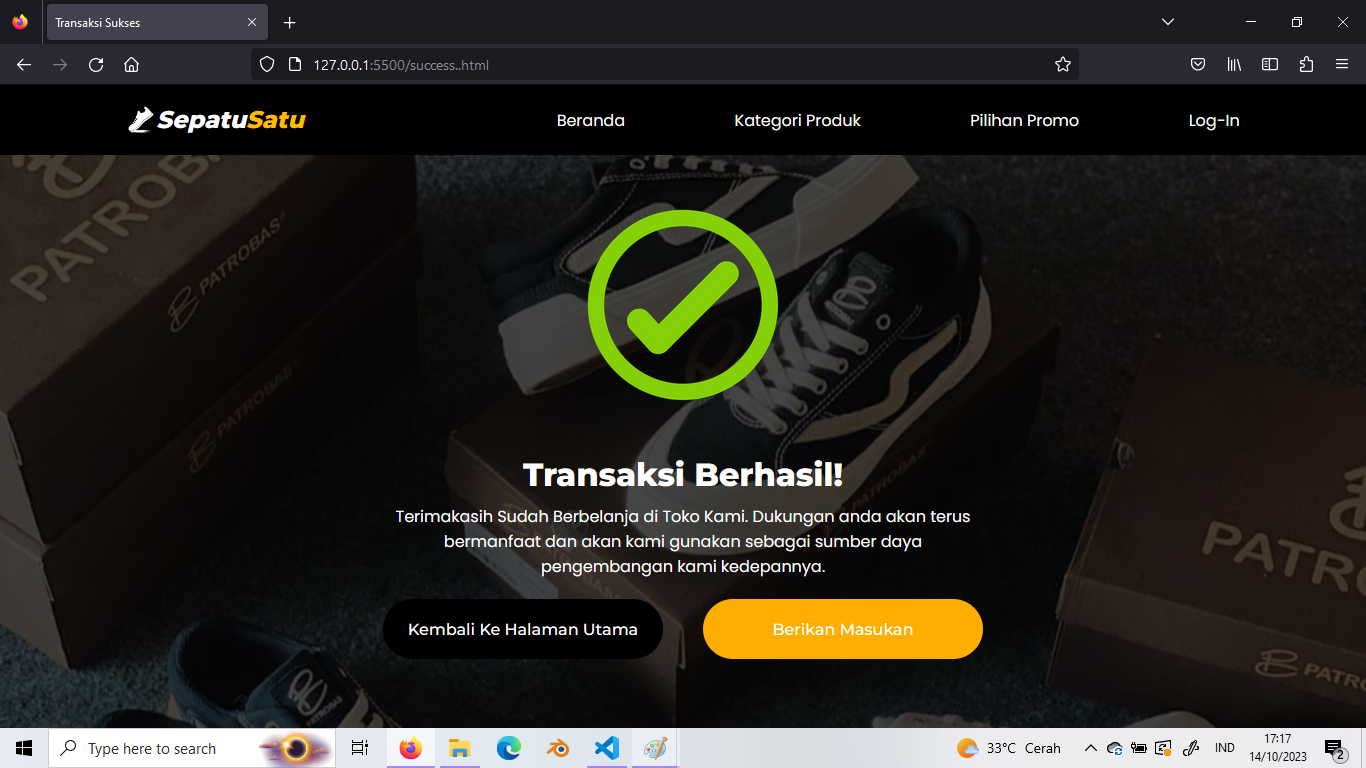 Transaksi Sukses
127.0.0.1:5500/success..html
SepatuSatu
Beranda
Kategori Produk
Pilihan Promo
Log-In
PATROBAS
PATROBAS
PATROBAS
Transaksi Berhasil!
Terimakasih Sudah Berbelanja di Toko Kami. Dukungan anda akan terus
bermanfaat dan akan kami gunakan sebagai sumber daya
pengembangan kami kedepannya.
PATROBAS
Kembali Ke Halaman Utama
Berikan Masukan
PATROBAS
PATROBAS
Type here to search
33°C Cerah
IND
17:17
14/10/2023
2